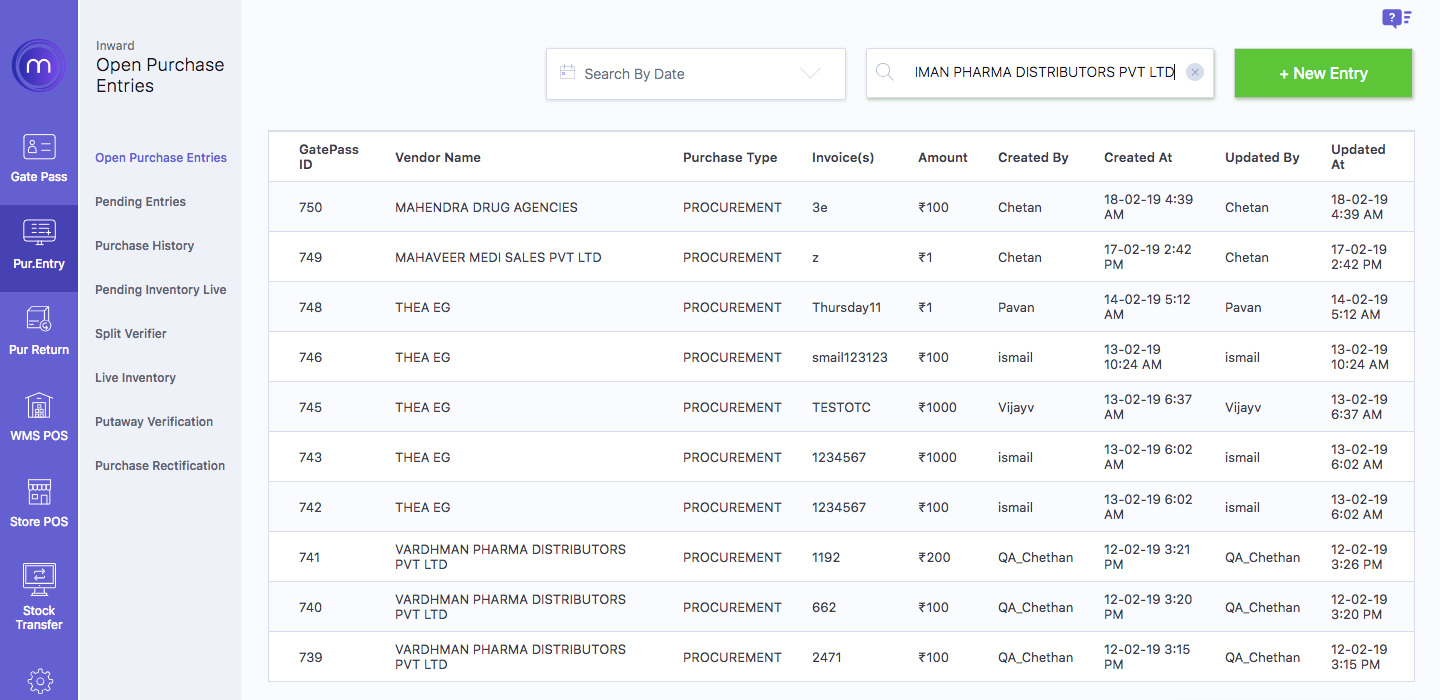 m
Gate Pass
Pur.Entry
Pur Return
WMS POS
Store POS
Stock
Transfer
Inward
Open Purchase
Entries
Open Purchase Entries
Pending Entries
Purchase History
Pending Inventory Live
Split Verifier
Live Inventory
Putaway Verification
Purchase Rectification
?
Search By Date
IMAN PHARMA DISTRIBUTORS PVT LTD
+ New Entry
GatePass ID Vendor Name Purchase Type Invoice(s) Amount Created By Created At Updated By Updated At
750 MAHENDRA DRUG AGENCIES PROCUREMENT 3e ₹100 Chetan 18-02-19 4:39 AM Chetan 18-02-19 4:39 AM
749 MAHAVEER MEDI SALES PVT LTD PROCUREMENT z ₹1 Chetan 17-02-19 2:42 PM Chetan 17-02-19 2:42 PM
748 THEA EG PROCUREMENT Thursday11 ₹1 Pavan 14-02-19 5:12 AM Pavan 14-02-19 5:12 AM
746 THEA EG PROCUREMENT smail123123 ₹100 ismail 13-02-19 10:24 AM ismail 13-02-19 10:24 AM
745 THEA EG PROCUREMENT TESTOTC ₹1000 Vijayv 13-02-19 6:37 AM Vijayv 13-02-19 6:37 AM
743 THEA EG PROCUREMENT 1234567 ₹1000 ismail 13-02-19 6:02 AM ismail 13-02-19 6:02 AM
742 THEA EG PROCUREMENT 1234567 ₹100 ismail 13-02-19 6:02 AM ismail 13-02-19 6:02 AM
741 VARDHMAN PHARMA DISTRIBUTORS PVT LTD PROCUREMENT 1192 ₹200 QA_Chethan 12-02-19 3:21 PM QA_Chethan 12-02-19 3:26 PM
740 VARDHMAN PHARMA DISTRIBUTORS PVT LTD PROCUREMENT 662 ₹100 QA_Chethan 12-02-19 3:20 PM QA_Chethan 12-02-19 3:20 PM
739 VARDHMAN PHARMA DISTRIBUTORS PVT LTD PROCUREMENT 2471 ₹100 QA_Chethan 12-02-19 3:15 PM QA_Chethan 12-02-19 3:15 PM